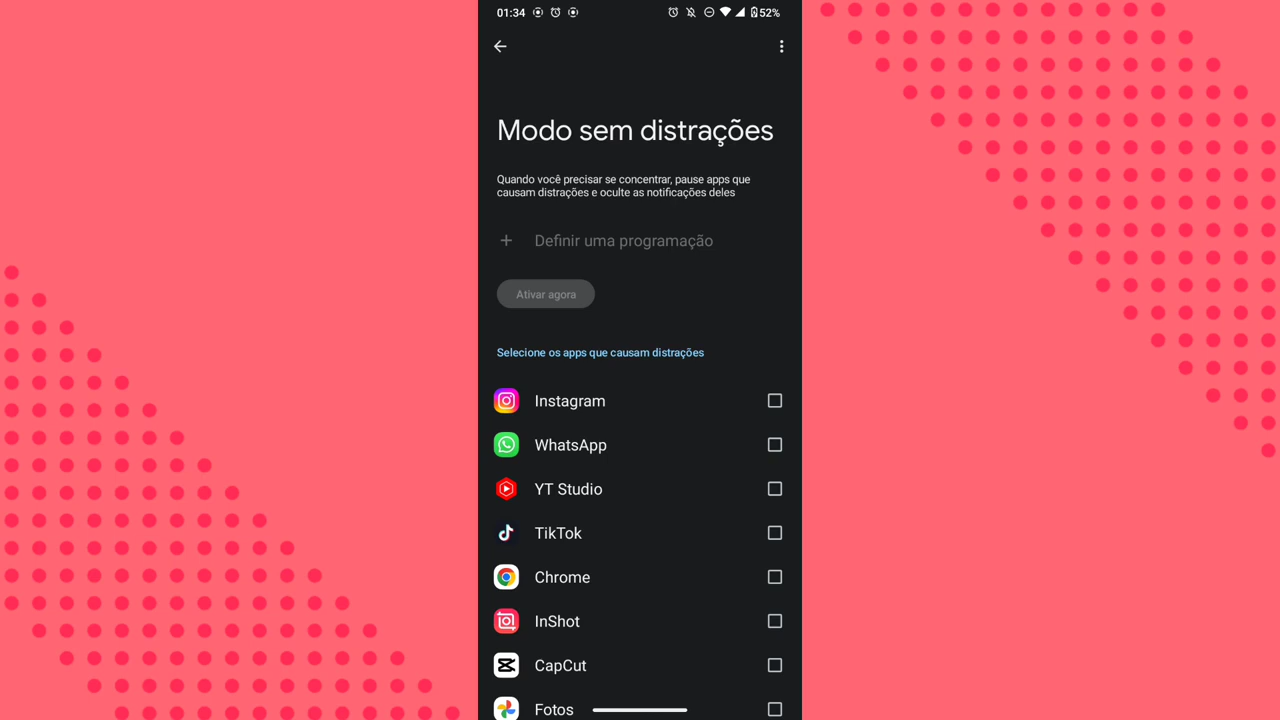 01:34
52%
Modo sem distrações
Quando você precisar se concentrar, pause apps que
causam distrações e oculte as notificações deles
Definir uma programação
Ativar agora
Selecione os apps que causam distrações
Instagram
WhatsApp
YT Studio
TikTok
Chrome
InShot
CapCut
Fotos